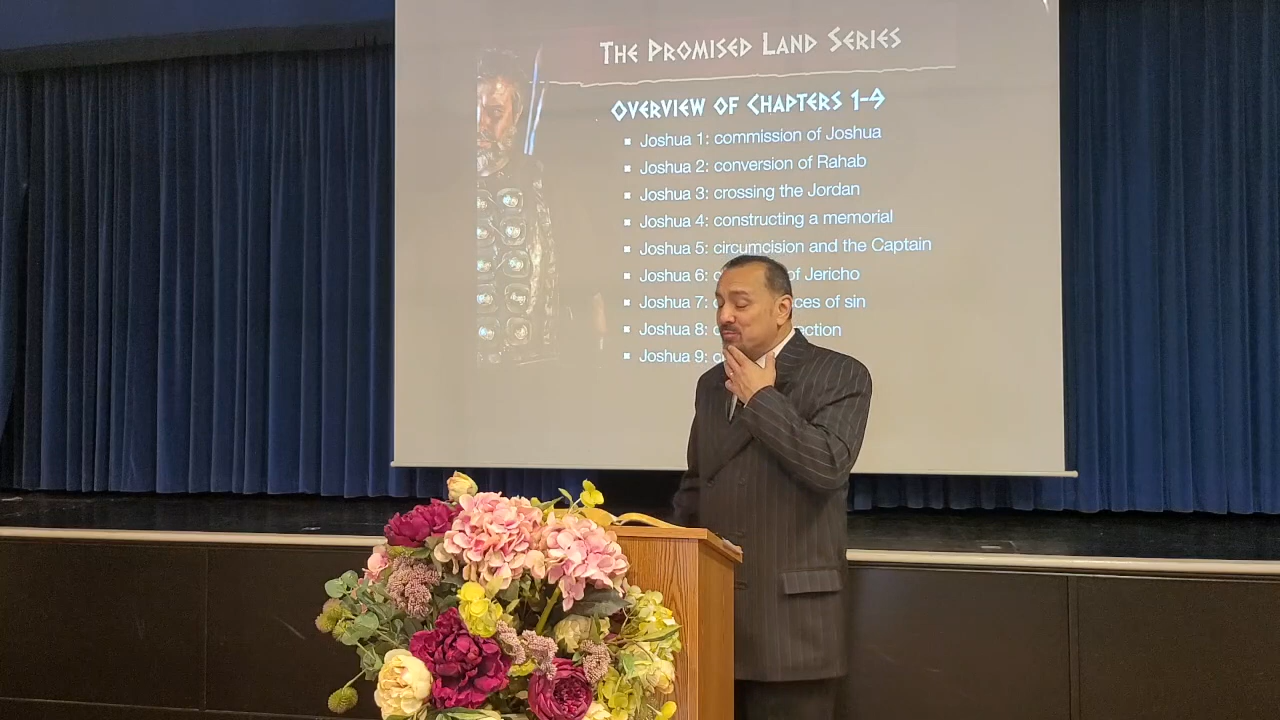 The Promised Land Series
Overview of Chapters 1-9
Joshua 1: commission of Joshua
Joshua 2: conversion of Rahab
Joshua 3: crossing the Jordan
Joshua 4: constructing a memorial
Joshua 5: circumcision and the Captain
Joshua 6: of Jericho
Joshua 7: of sin
Joshua 8:
Joshua 9: